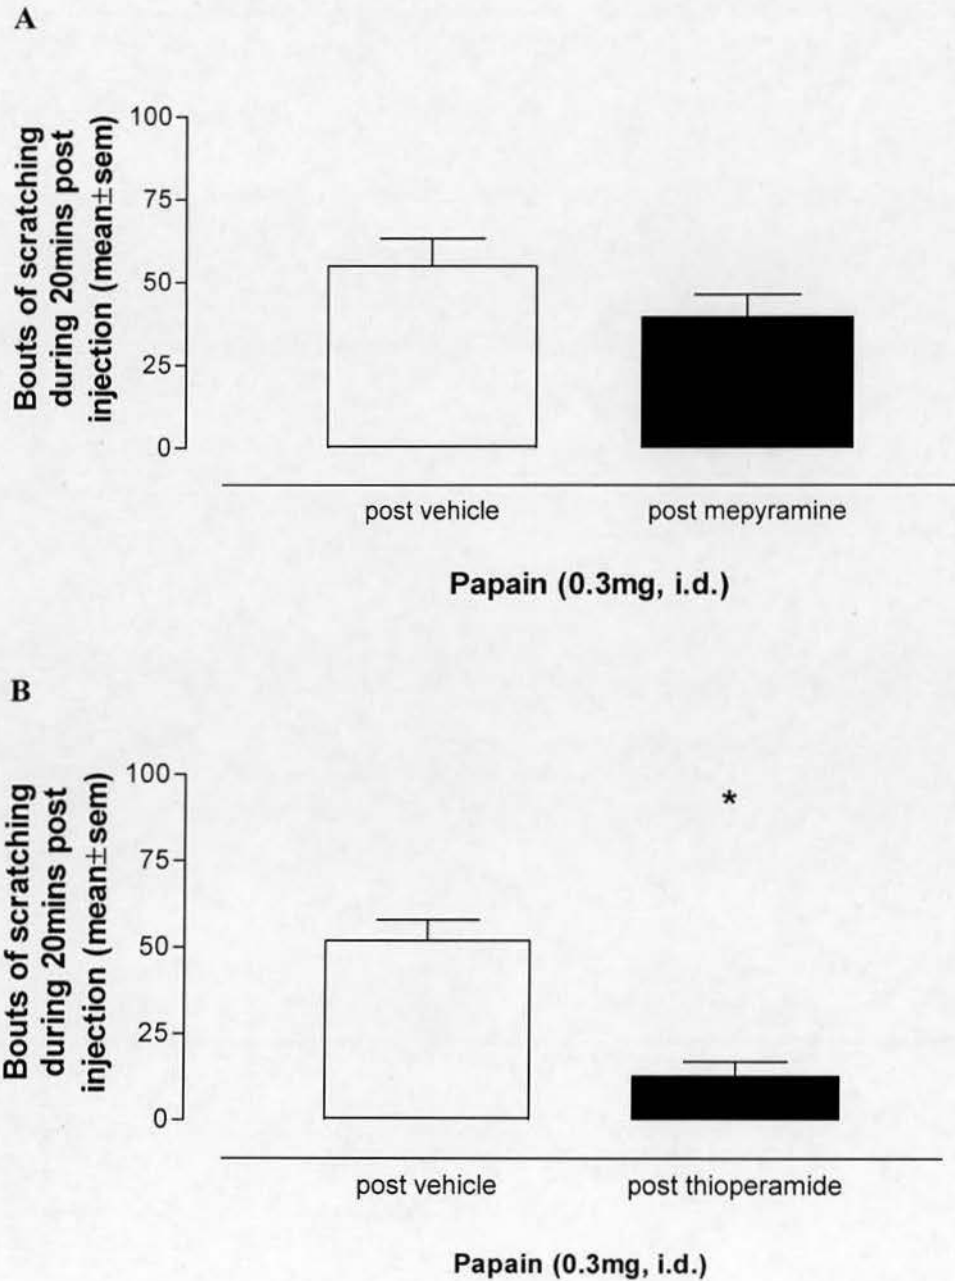 A
Bouts of scratching
during 20mins post
injection (mean±sem)
100
75
50
25
0
post vehicle
post mepyramine
Papain (0.3mg, i.d.)
B
Bouts of scratching
during 20mins post
injection (mean±sem)
100
75
50
25
0
*
post vehicle
post thioperamide
Papain (0.3mg, i.d.)